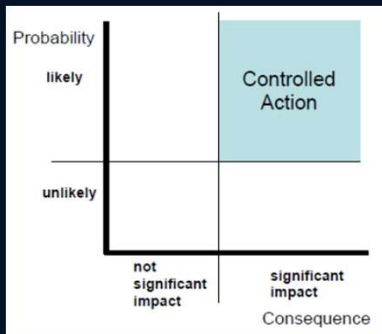 Probability
likely
Controlled
Action
unlikely
not
significant
impact
significant
impact
Consequence